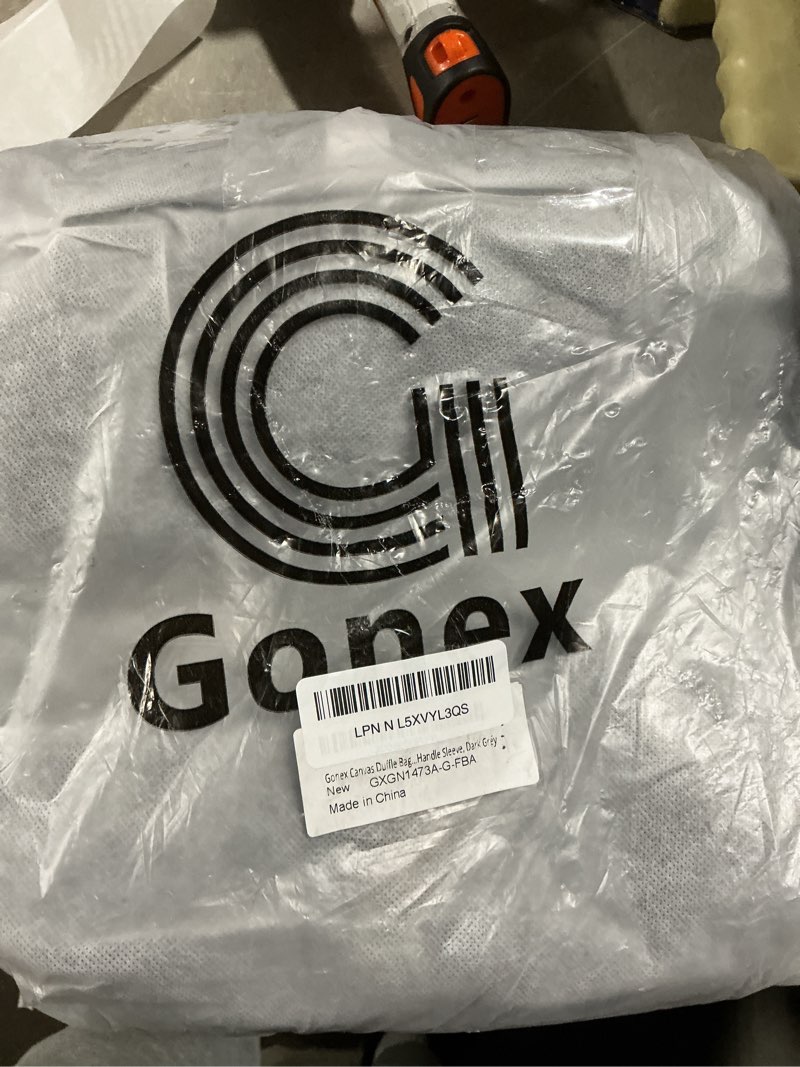 Gonex
LPN N L5XVYL3QS
Gonex Canvas Duffle Bag...Handle Sleeve, Dark Grey
New GXGN1473A-G-FBA
Made in China